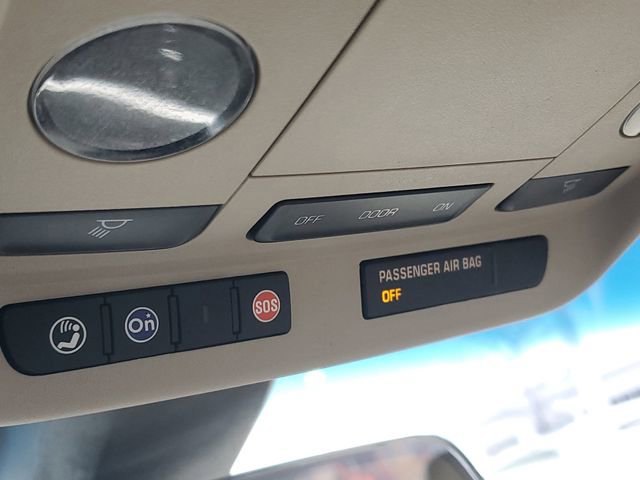 OFF DOOR ON
PASSENGER AIR BAG
OFF
On
SOS